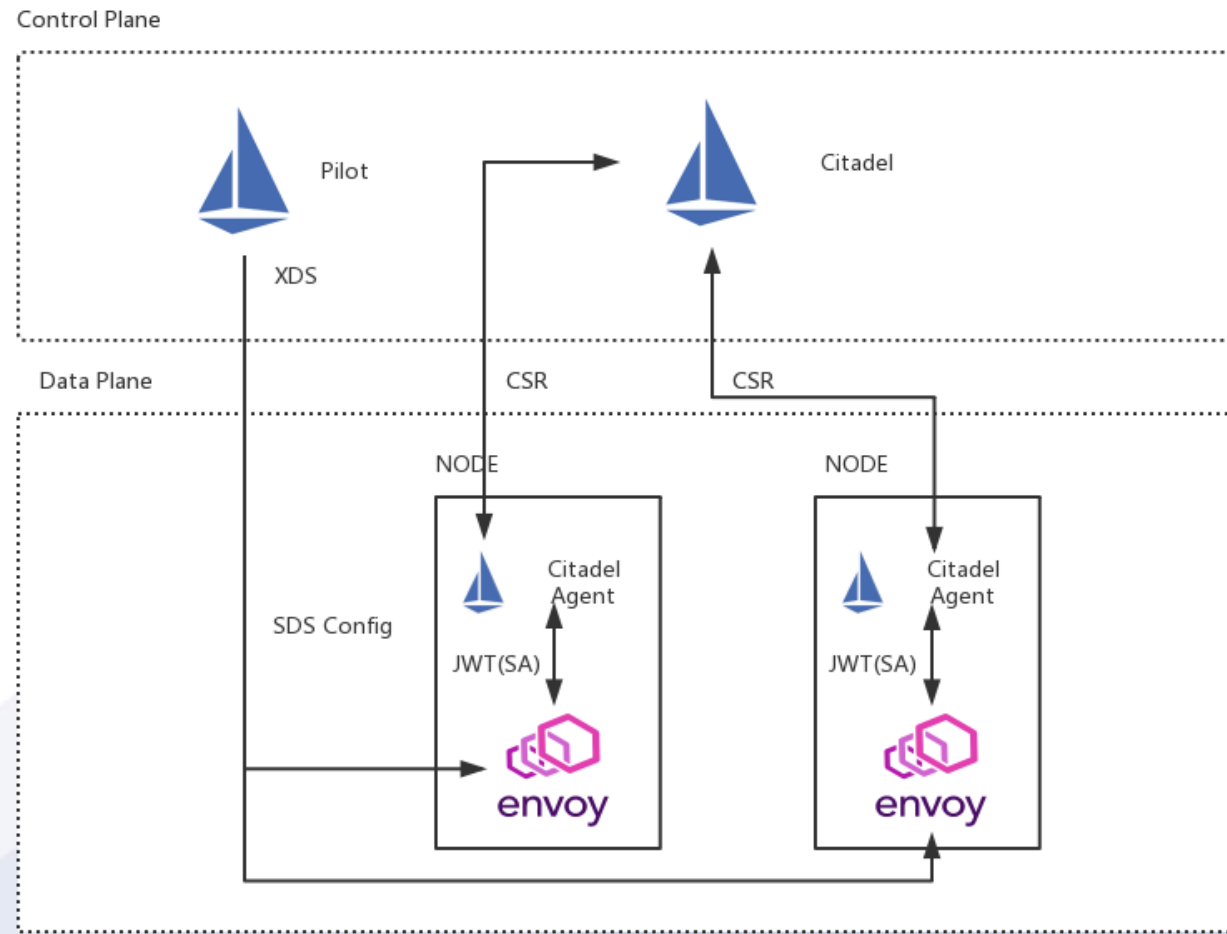 Control Plane
Pilot
Citadel
XDS
Data Plane
CSR
CSR
NODE
NODE
Citadel
Agent
Citadel
Agent
SDS Config
JWT(SA)
JWT(SA)
envoy
envoy